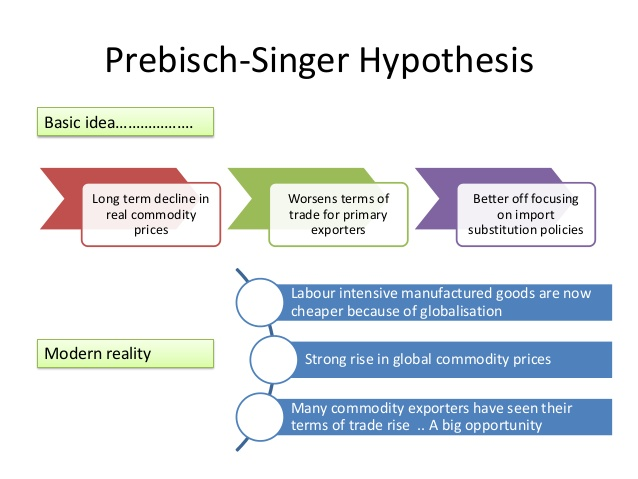 Prebisch-Singer Hypothesis
Basic idea………………
Long term decline in
real commodity
prices
Worsens terms of
trade for primary
exporters
Better off focusing
on import
substitution policies
Labour intensive manufactured goods are now
cheaper because of globalisation
Modern reality
Strong rise in global commodity prices
Many commodity exporters have seen their
terms of trade rise .. A big opportunity